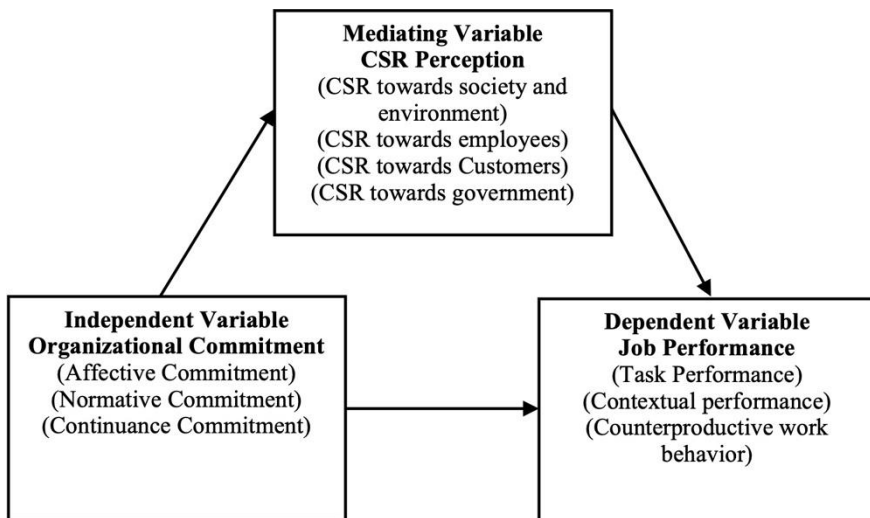 Mediating Variable
CSR Perception
(CSR towards society and
environment)
(CSR towards employees)
(CSR towards Customers)
(CSR towards government)
Independent Variable
Organizational Commitment
(Affective Commitment)
(Normative Commitment)
(Continuance Commitment)
Dependent Variable
Job Performance
(Task Performance)
(Contextual performance)
(Counterproductive work
behavior)